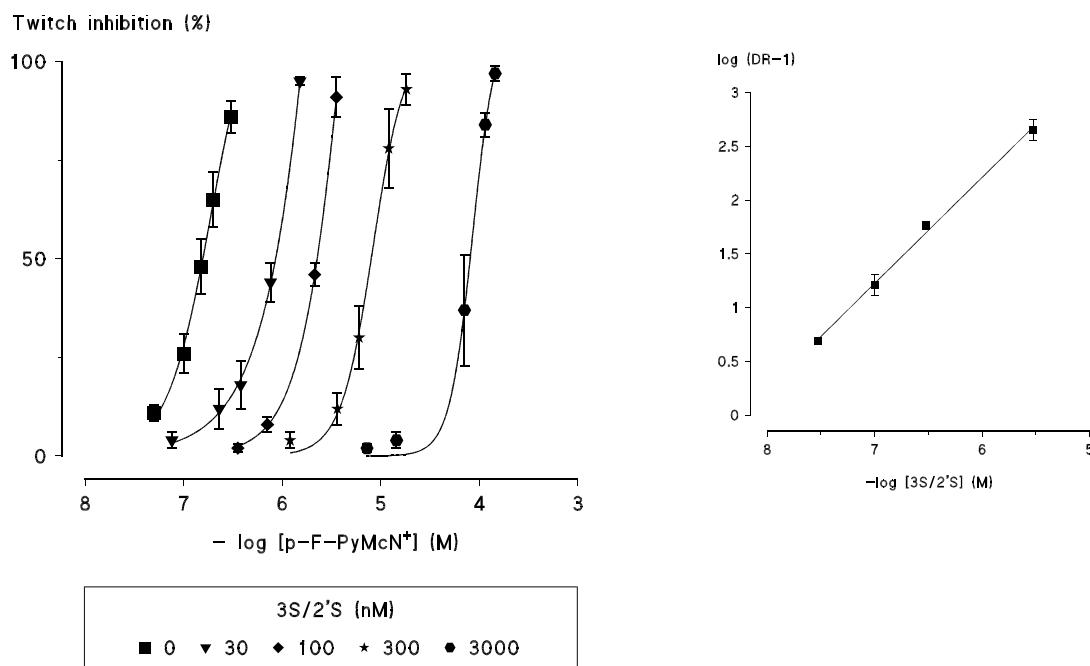 Twitch inhibition (%)
100
50
0
8 7 6 5 4 3
− log [p−F−PyMcN+] (M)
3S/2'S (nM)
0 30 100 300 3000
log (DR−1)
3
2.5
2
1.5
1
0.5
0
8 7 6 5
−log [3S/2'S] (M)